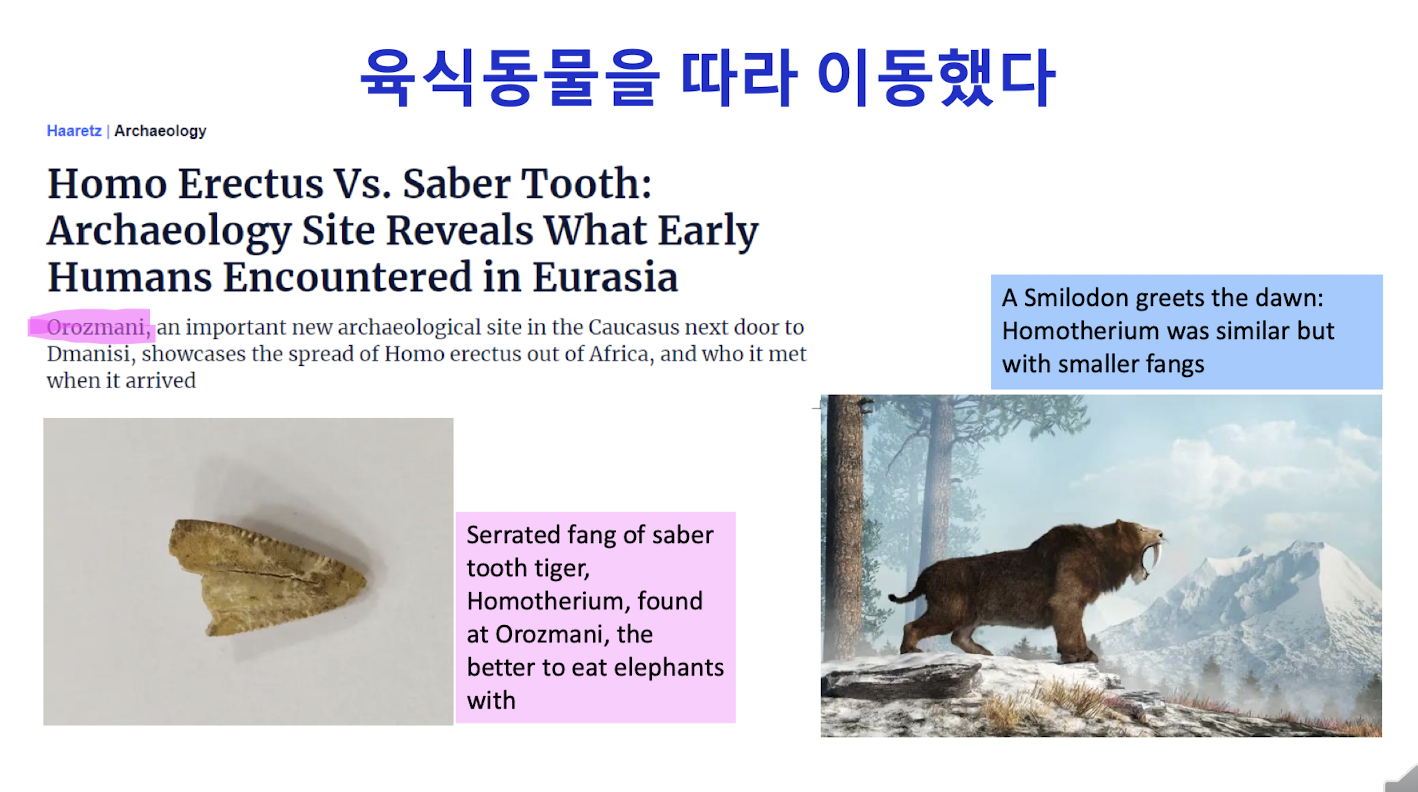 육식동물을 따라 이동했다
Haaretz | Archaeology
Homo Erectus Vs. Saber Tooth:
Archaeology Site Reveals What Early
Humans Encountered in Eurasia
Orozmani, an important new archaeological site in the Caucasus next door to
Dmanisi, showcases the spread of Homo erectus out of Africa, and who it met
when it arrived
A Smilodon greets the dawn:
Homotherium was similar but
with smaller fangs
Serrated fang of saber
tooth tiger,
Homotherium, found
at Orozmani, the
better to eat elephants
with